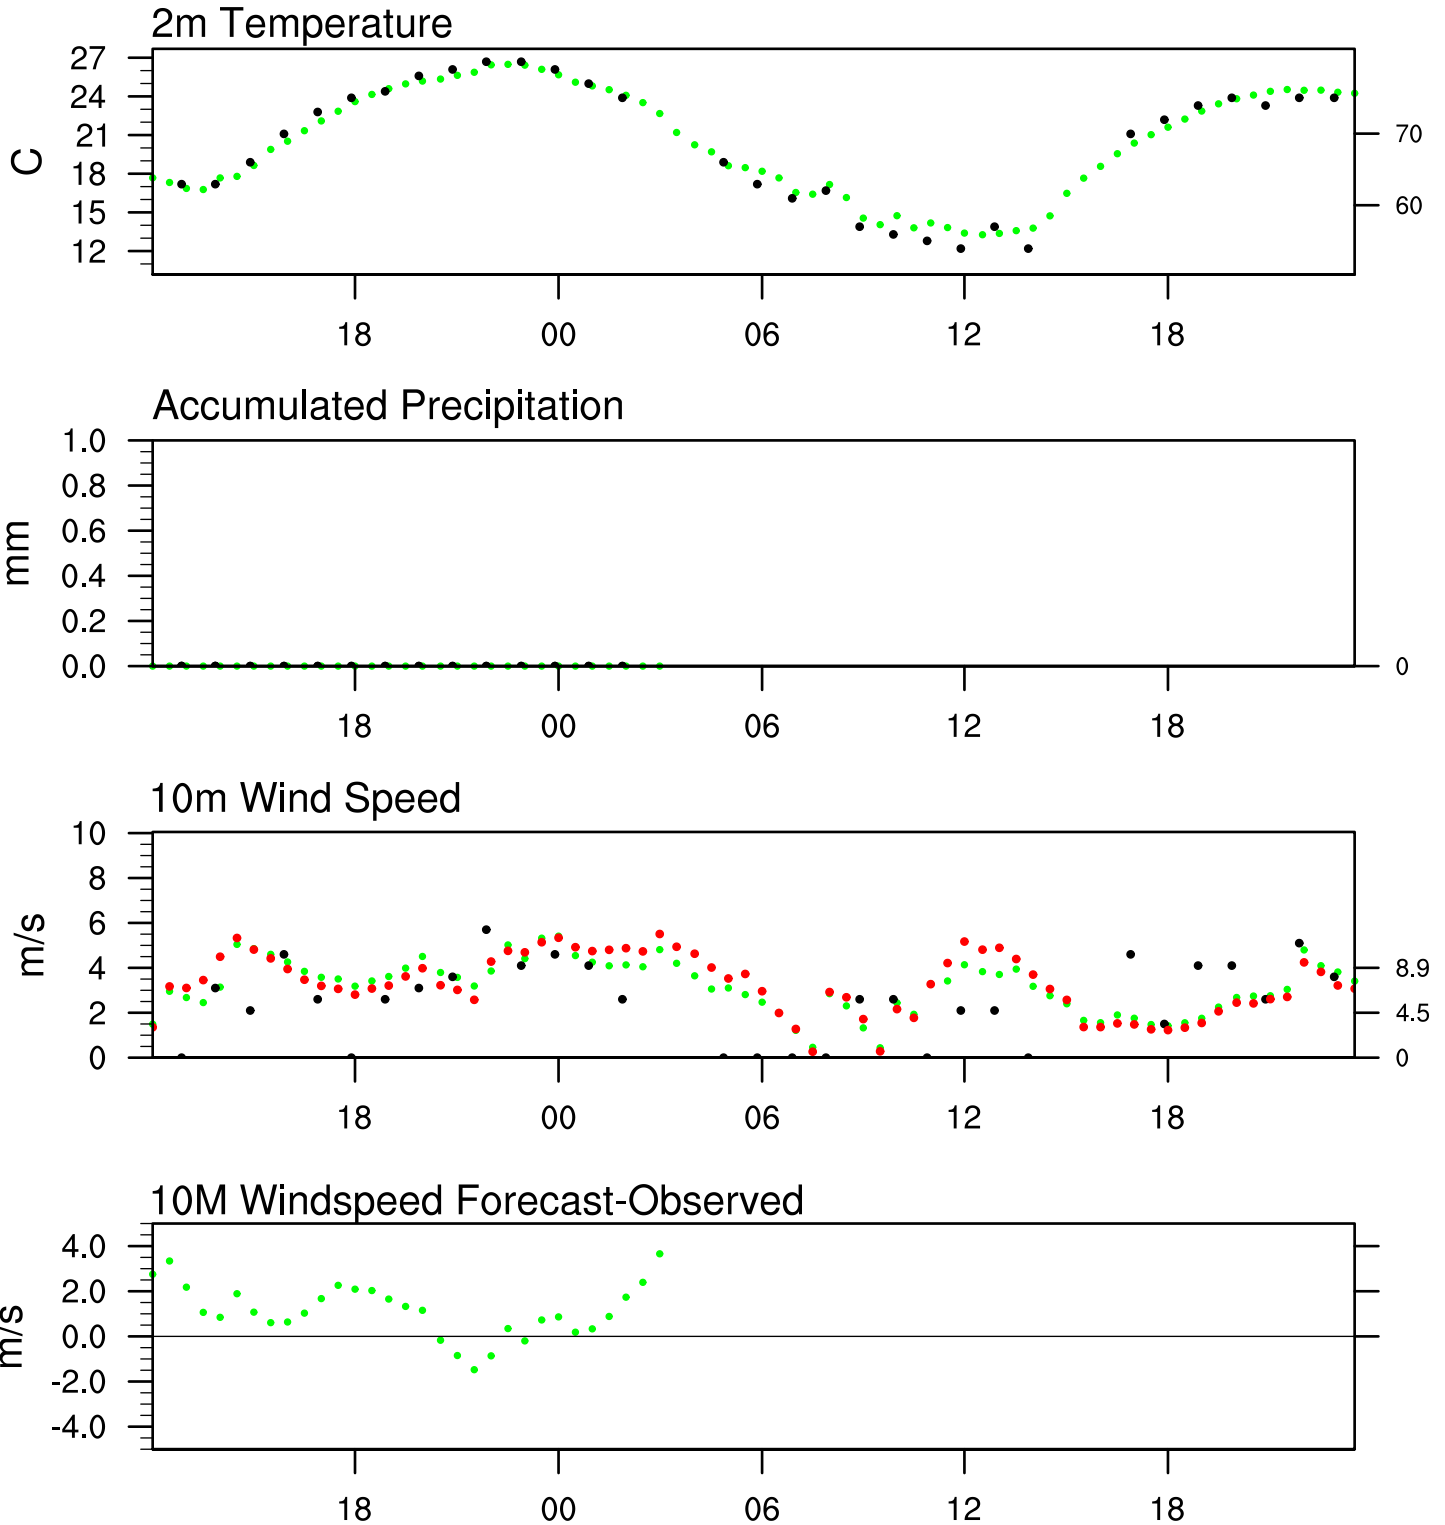 2m Temperature
27
24
21
18
15
12
C
70
60
18 00 06 12 18
Accumulated Precipitation
1.0
0.8
0.6
0.4
0.2
0.0
mm
0
18 00 06 12 18
10m Wind Speed
10
8
6
4
2
0
m/s
8.9
4.5
0
18 00 06 12 18
10M Windspeed Forecast-Observed
4.0
2.0
0.0
-2.0
-4.0
m/s
18 00 06 12 18